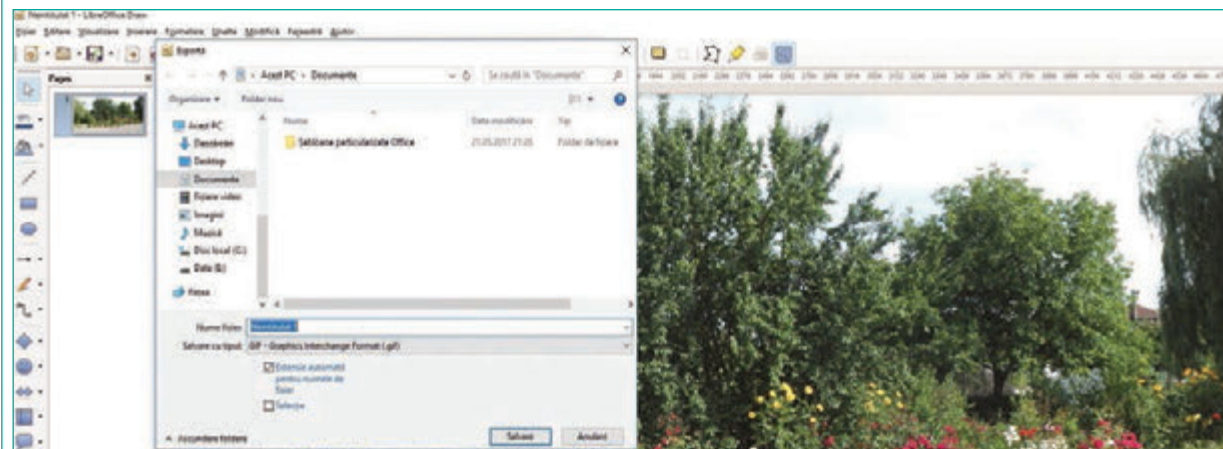 Nentitulat 1 - LibreOffice Draw
Fișier Editare Vizualizare Inserare Formatare Unelte Modifică Fereastră Ajutor
Exportă
Acest PC › Documente
Se caută în "Documente"
Organizare Folder nou
Pages
Nume
Data modificării
Tip
Șabloane particularizate Office
21.05.2017 21:05
Folder de fișiere
Acest PC
Desktop
Documente
Fișiere video
Imagini
Muzică
Disc local (C:)
Rețea
Nume fișier:
Nentitulat 1
Salvare cu tipul:
GIF - Graphics Interchange Format (.gif)
Extensie automată
pentru numele de
fișier
Selecție
Ascundere foldere
Salvare
Anulare